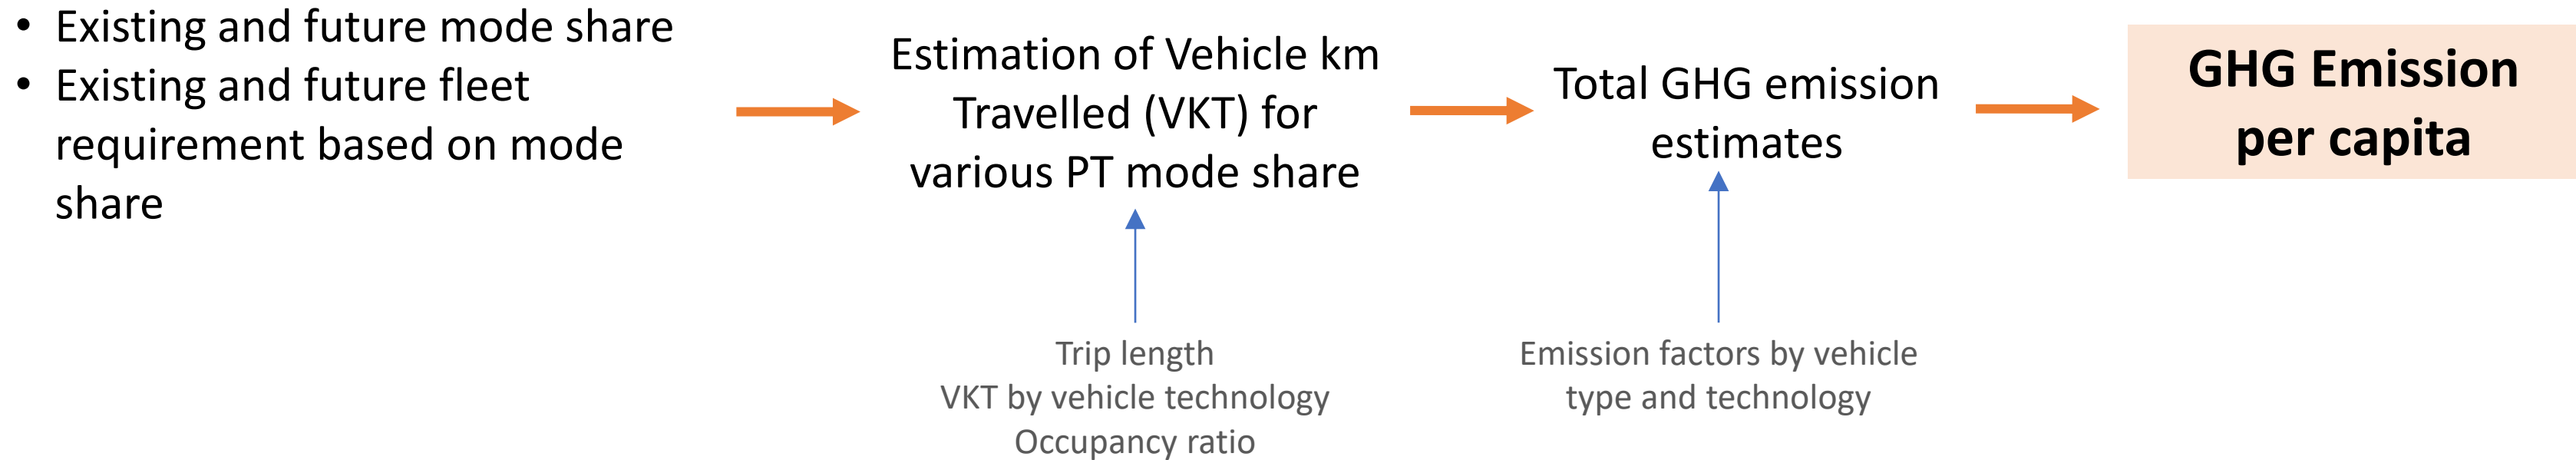 • Existing and future mode share
• Existing and future fleet
requirement based on mode
share
Estimation of Vehicle km
Travelled (VKT) for
various PT mode share
Trip length
VKT by vehicle technology
Occupancy ratio
Total GHG emission
estimates
Emission factors by vehicle
type and technology
GHG Emission
per capita